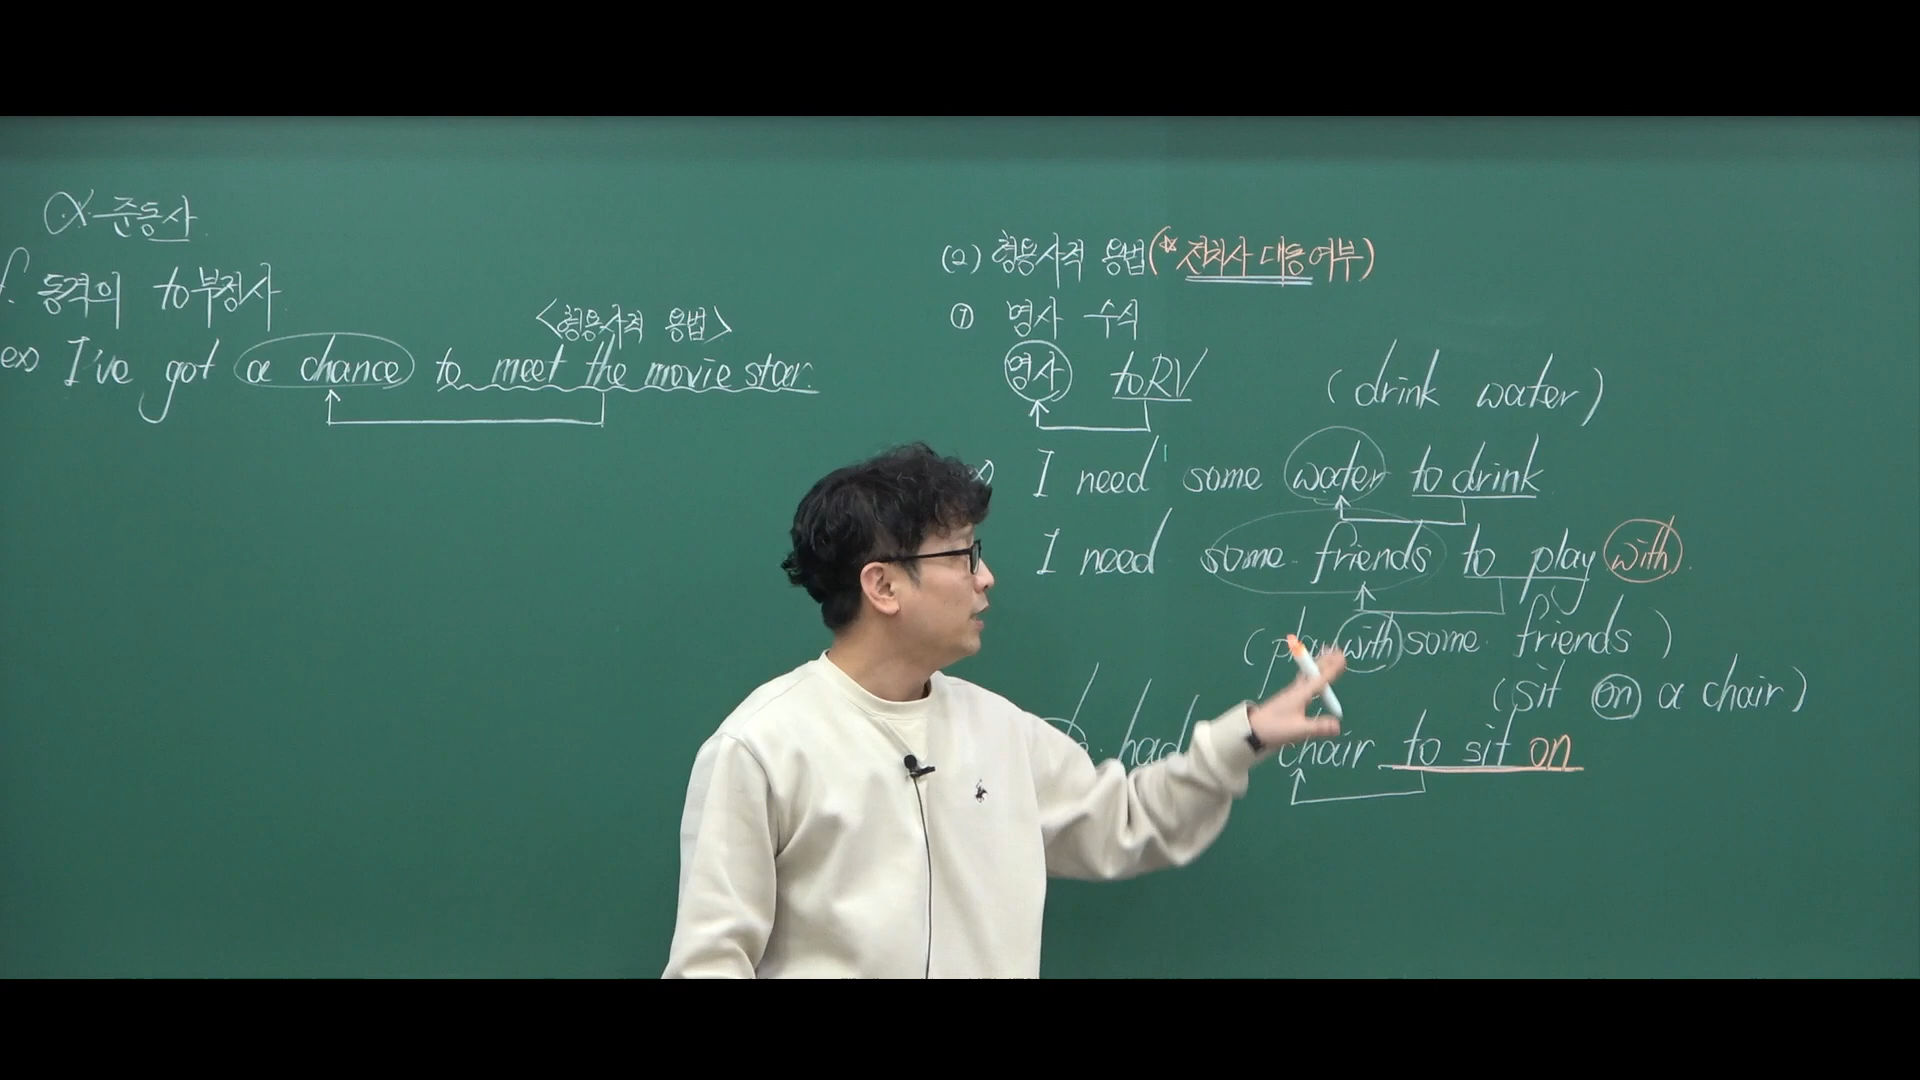 α 준동사
f. 동격의 to부정사
<형용사적 용법>
ex) I've got a chance to meet the movie star.
(2) 형용사적 용법(* 전치사 대동여부)
① 명사 수식
명사 to RV
(drink water)
I need some water to drink
I need some friends to play with.
(play with some friends)
(sit on a chair)
had chair to sit on